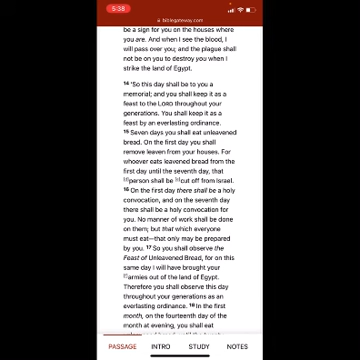 5:38
biblegateway.com
be a sign for you on the houses where
you are. And when I see the blood, I
will pass over you; and the plague shall
not be on you to destroy you when I
strike the land of Egypt.
14 'So this day shall be to you a
memorial; and you shall keep it as a
feast to the LORD throughout your
generations. You shall keep it as a
feast by an everlasting ordinance.
15 Seven days you shall eat unleavened
bread. On the first day you shall
remove leaven from your houses. For
whoever eats leavened bread from the
first day until the seventh day, that
person shall be cut off from Israel.
16 On the first day there shall be a holy
convocation, and on the seventh day
there shall be a holy convocation for
you. No manner of work shall be done
on them; but that which everyone
must eat—that only may be prepared
by you. 17 So you shall observe the
Feast of Unleavened Bread, for on this
same day I will have brought your
armies out of the land of Egypt.
Therefore you shall observe this day
throughout your generations as an
everlasting ordinance. 18 In the first
month, on the fourteenth day of the
month at evening, you shall eat
PASSAGE INTRO STUDY NOTES